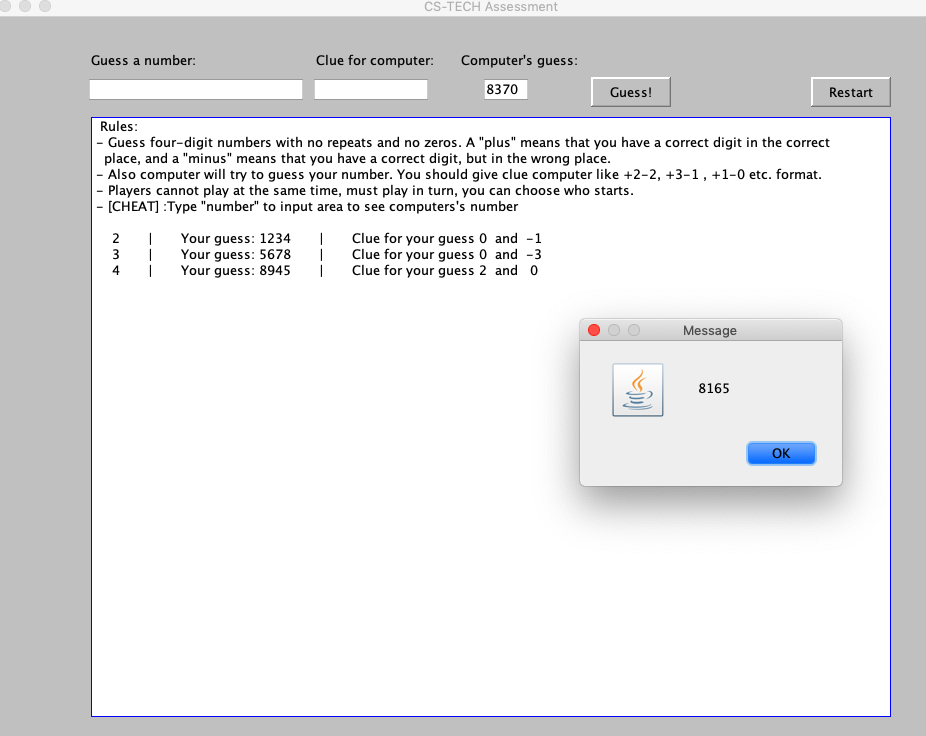 CS-TECH Assessment
Guess a number: Clue for computer: Computer's guess:
8370 Guess! Restart
Rules:
- Guess four-digit numbers with no repeats and no zeros. A "plus" means that you have a correct digit in the correct
place, and a "minus" means that you have a correct digit, but in the wrong place.
- Also computer will try to guess your number. You should give clue computer like +2-2, +3-1 , +1-0 etc. format.
- Players cannot play at the same time, must play in turn, you can choose who starts.
- [CHEAT] :Type "number" to input area to see computers's number
2 | Your guess: 1234 | Clue for your guess 0 and -1
3 | Your guess: 5678 | Clue for your guess 0 and -3
4 | Your guess: 8945 | Clue for your guess 2 and 0
Message
8165
OK